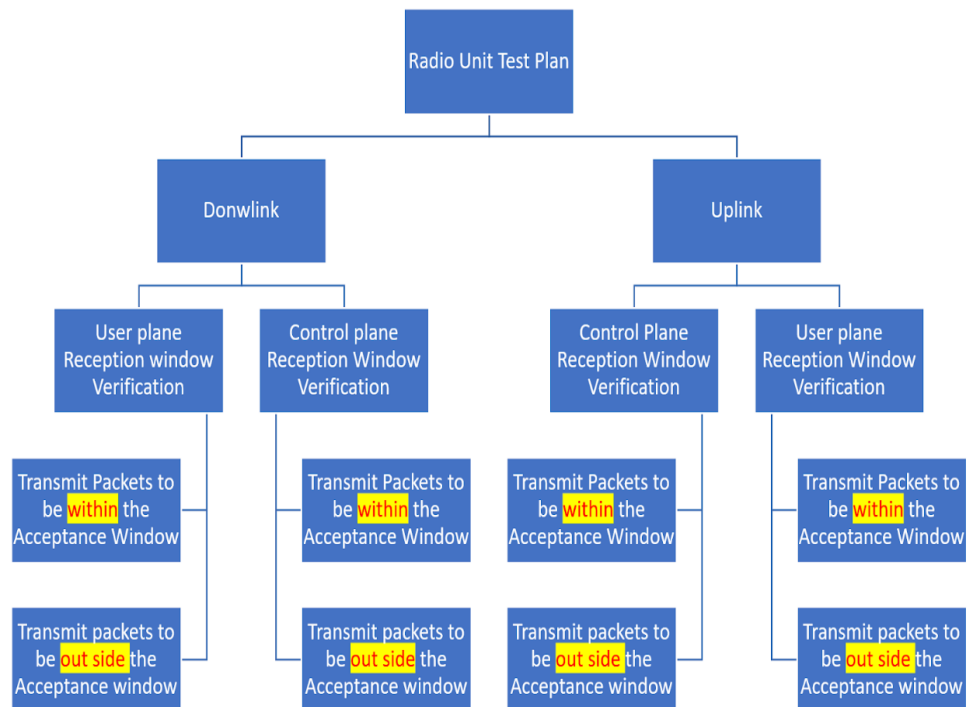 Radio Unit Test Plan
Donwlink
Uplink
User plane
Reception window
Verification
Control plane
Reception Window
Verification
Control Plane
Reception Window
Verification
User plane
Reception Window
Verification
Transmit Packets to
be within the
Acceptance Window
Transmit Packets to
be within the
Acceptance Window
Transmit Packets to
be within the
Acceptance Window
Transmit Packets to
be within the
Acceptance Window
Transmit packets to
be out side the
Acceptance window
Transmit packets to
be out side the
Acceptance window
Transmit packets to
be out side the
Acceptance window
Transmit packets to
be out side the
Acceptance window